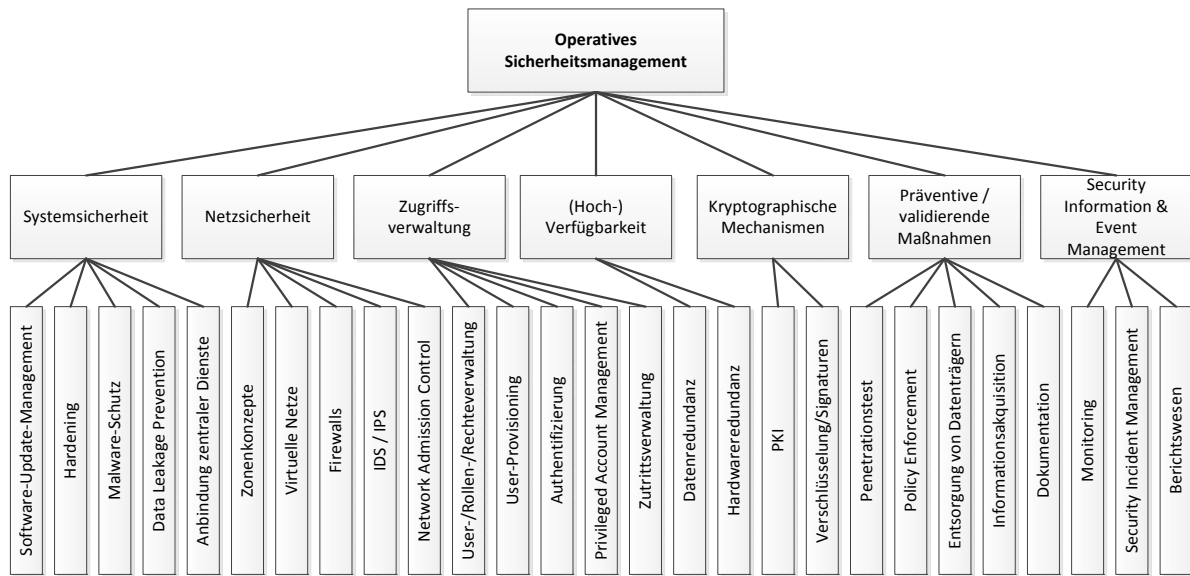 Operatives
Sicherheitsmanagement
Systemsicherheit
Netzsicherheit
Zugriffs-
verwaltung
(Hoch-)
Verfügbarkeit
Kryptographische
Mechanismen
Präventive /
validierende
Maßnahmen
Security
Information &
Event
Management
Software-Update-Management
Hardening
Malware-Schutz
Data Leakage Prevention
Anbindung zentraler Dienste
Zonenkonzepte
Virtuelle Netze
Firewalls
IDS / IPS
Network Admission Control
User-/Rollen-/Rechteverwaltung
User-Provisioning
Authentifizierung
Privileged Account Management
Zutrittsverwaltung
Datenredundanz
Hardwareredundanz
PKI
Verschlüsselung/Signaturen
Penetrationstest
Policy Enforcement
Entsorgung von Datenträgern
Informationsakquisition
Dokumentation
Monitoring
Security Incident Management
Berichtswesen